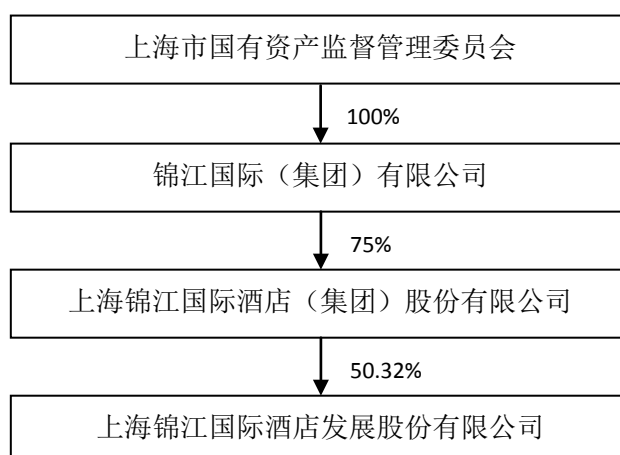 上海市国有资产监督管理委员会
100%
锦江国际（集团）有限公司
75%
上海锦江国际酒店（集团）股份有限公司
50.32%
上海锦江国际酒店发展股份有限公司